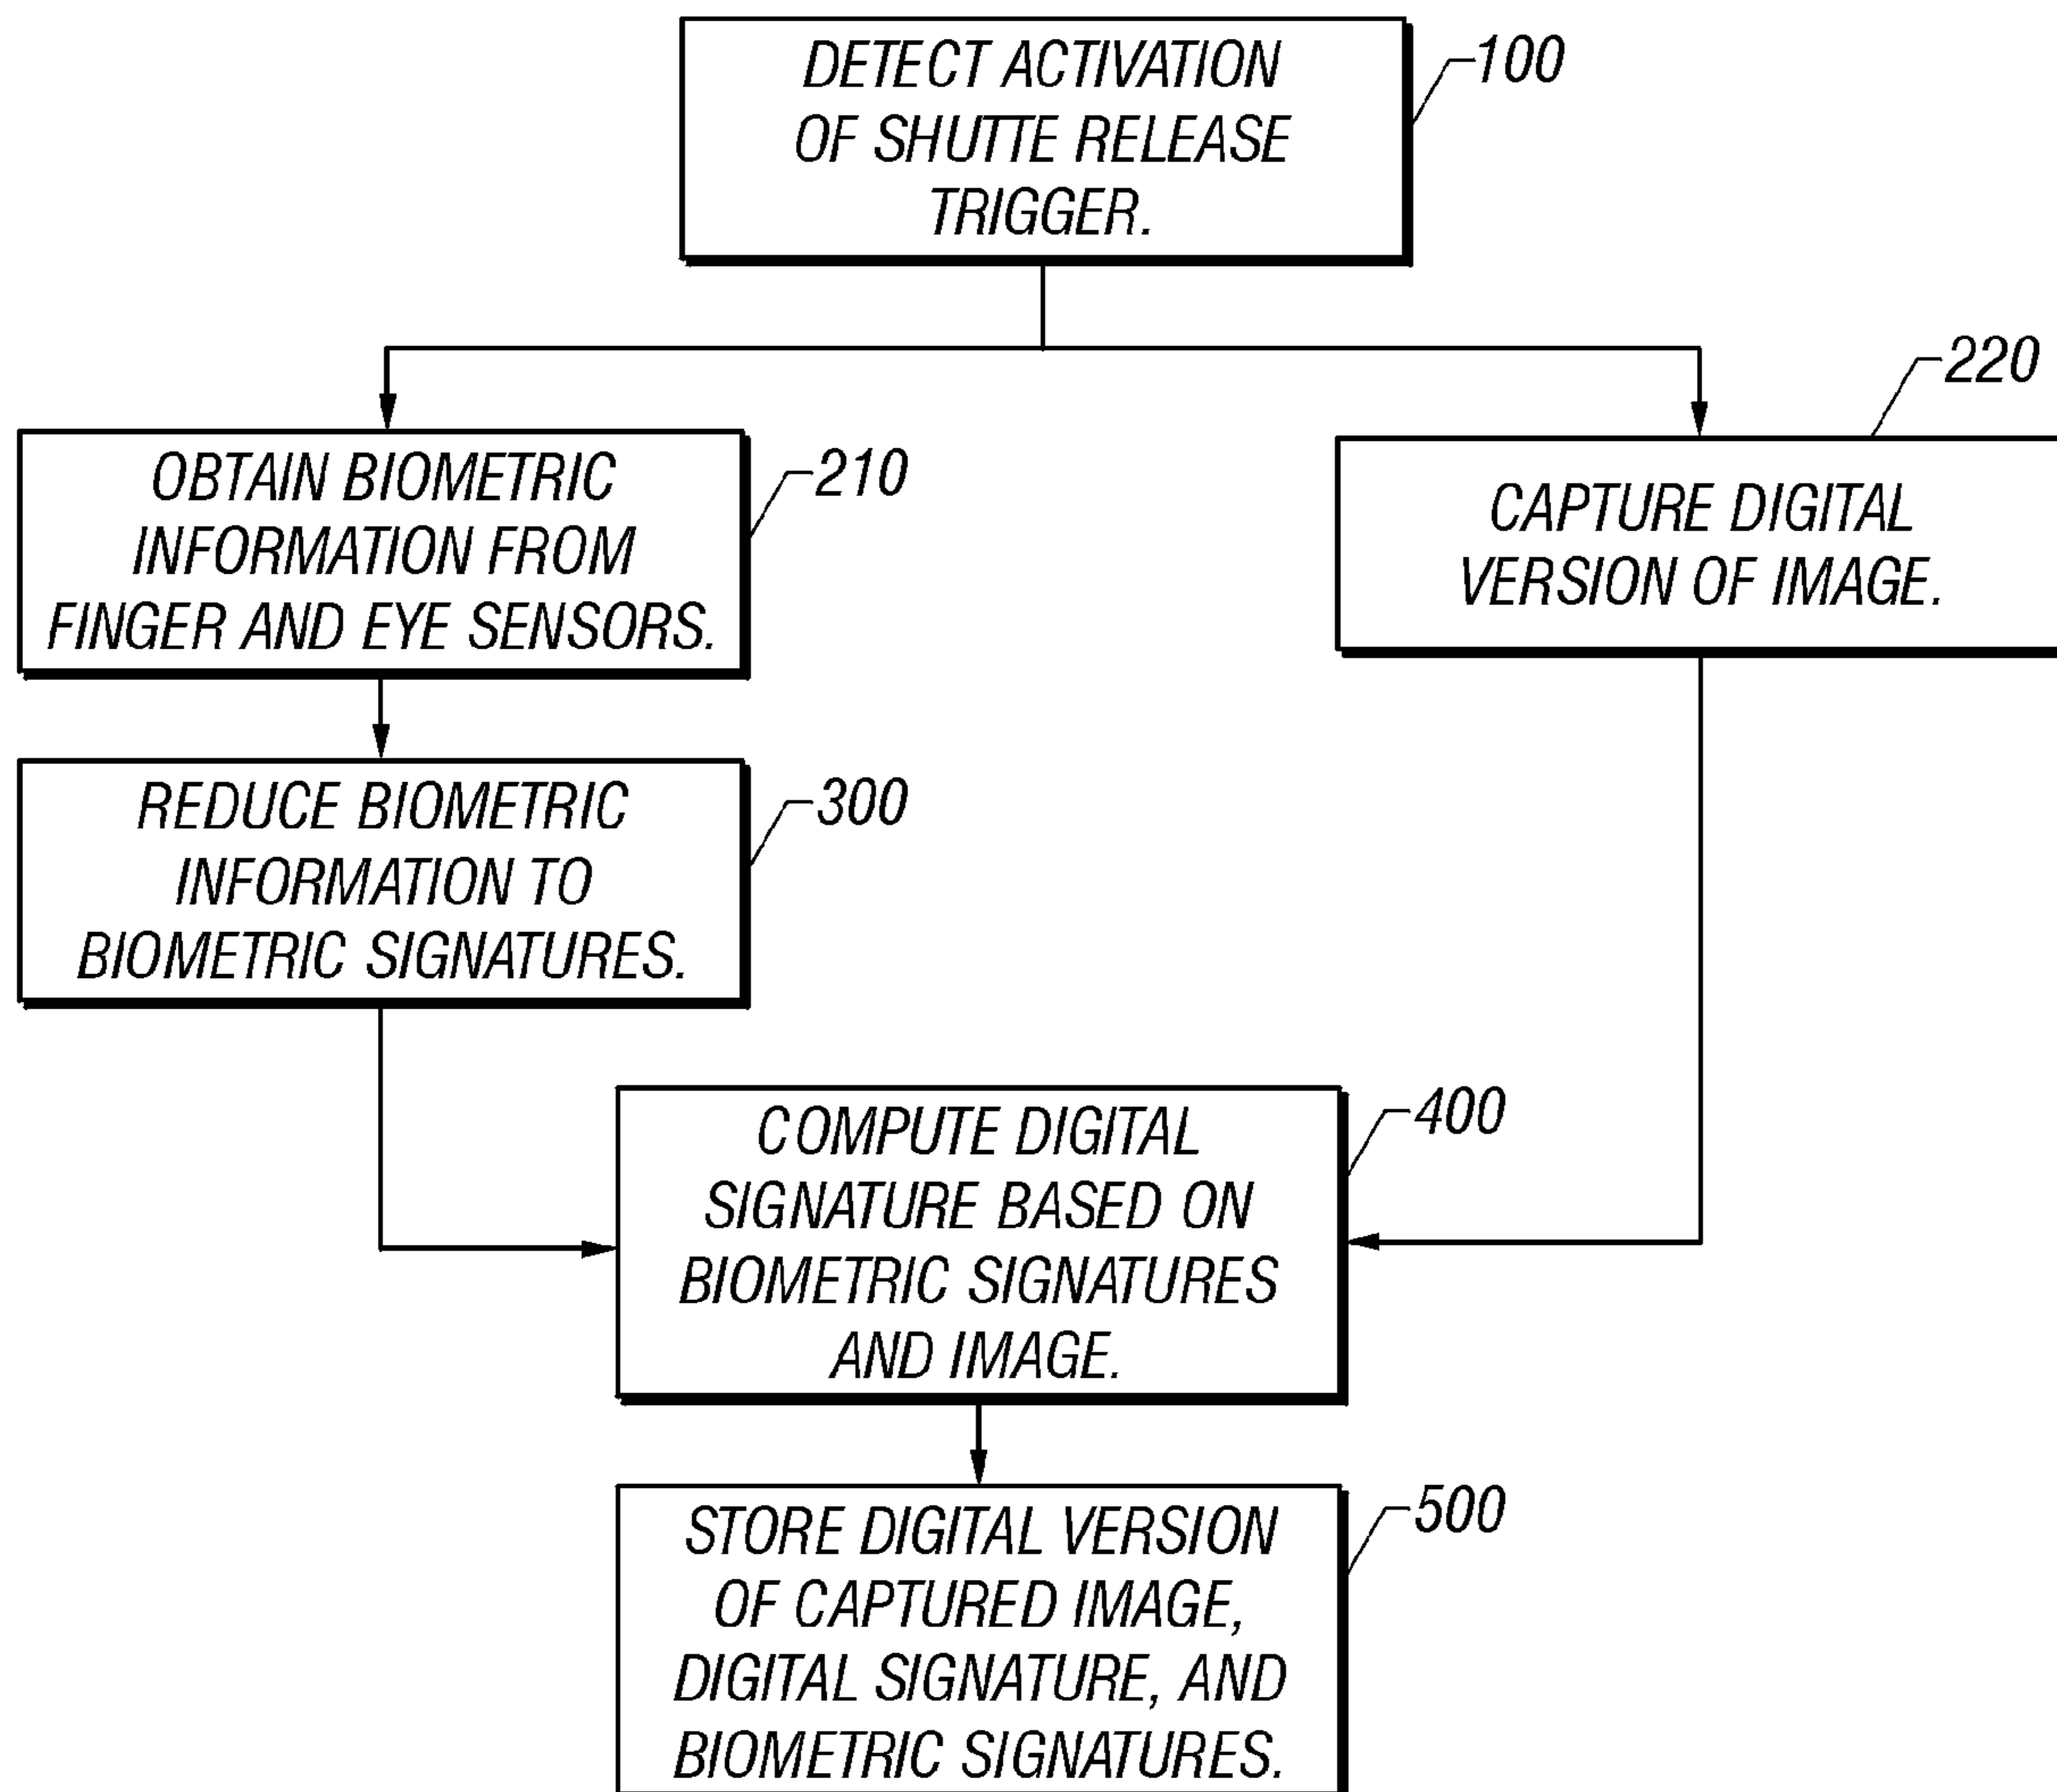 DETECT ACTIVATION
OF SHUTTE RELEASE
TRIGGER.
100
OBTAIN BIOMETRIC
INFORMATION FROM
FINGER AND EYE SENSORS.
210
CAPTURE DIGITAL
VERSION OF IMAGE.
220
REDUCE BIOMETRIC
INFORMATION TO
BIOMETRIC SIGNATURES.
300
COMPUTE DIGITAL
SIGNATURE BASED ON
BIOMETRIC SIGNATURES
AND IMAGE.
400
STORE DIGITAL VERSION
OF CAPTURED IMAGE,
DIGITAL SIGNATURE, AND
BIOMETRIC SIGNATURES.
500